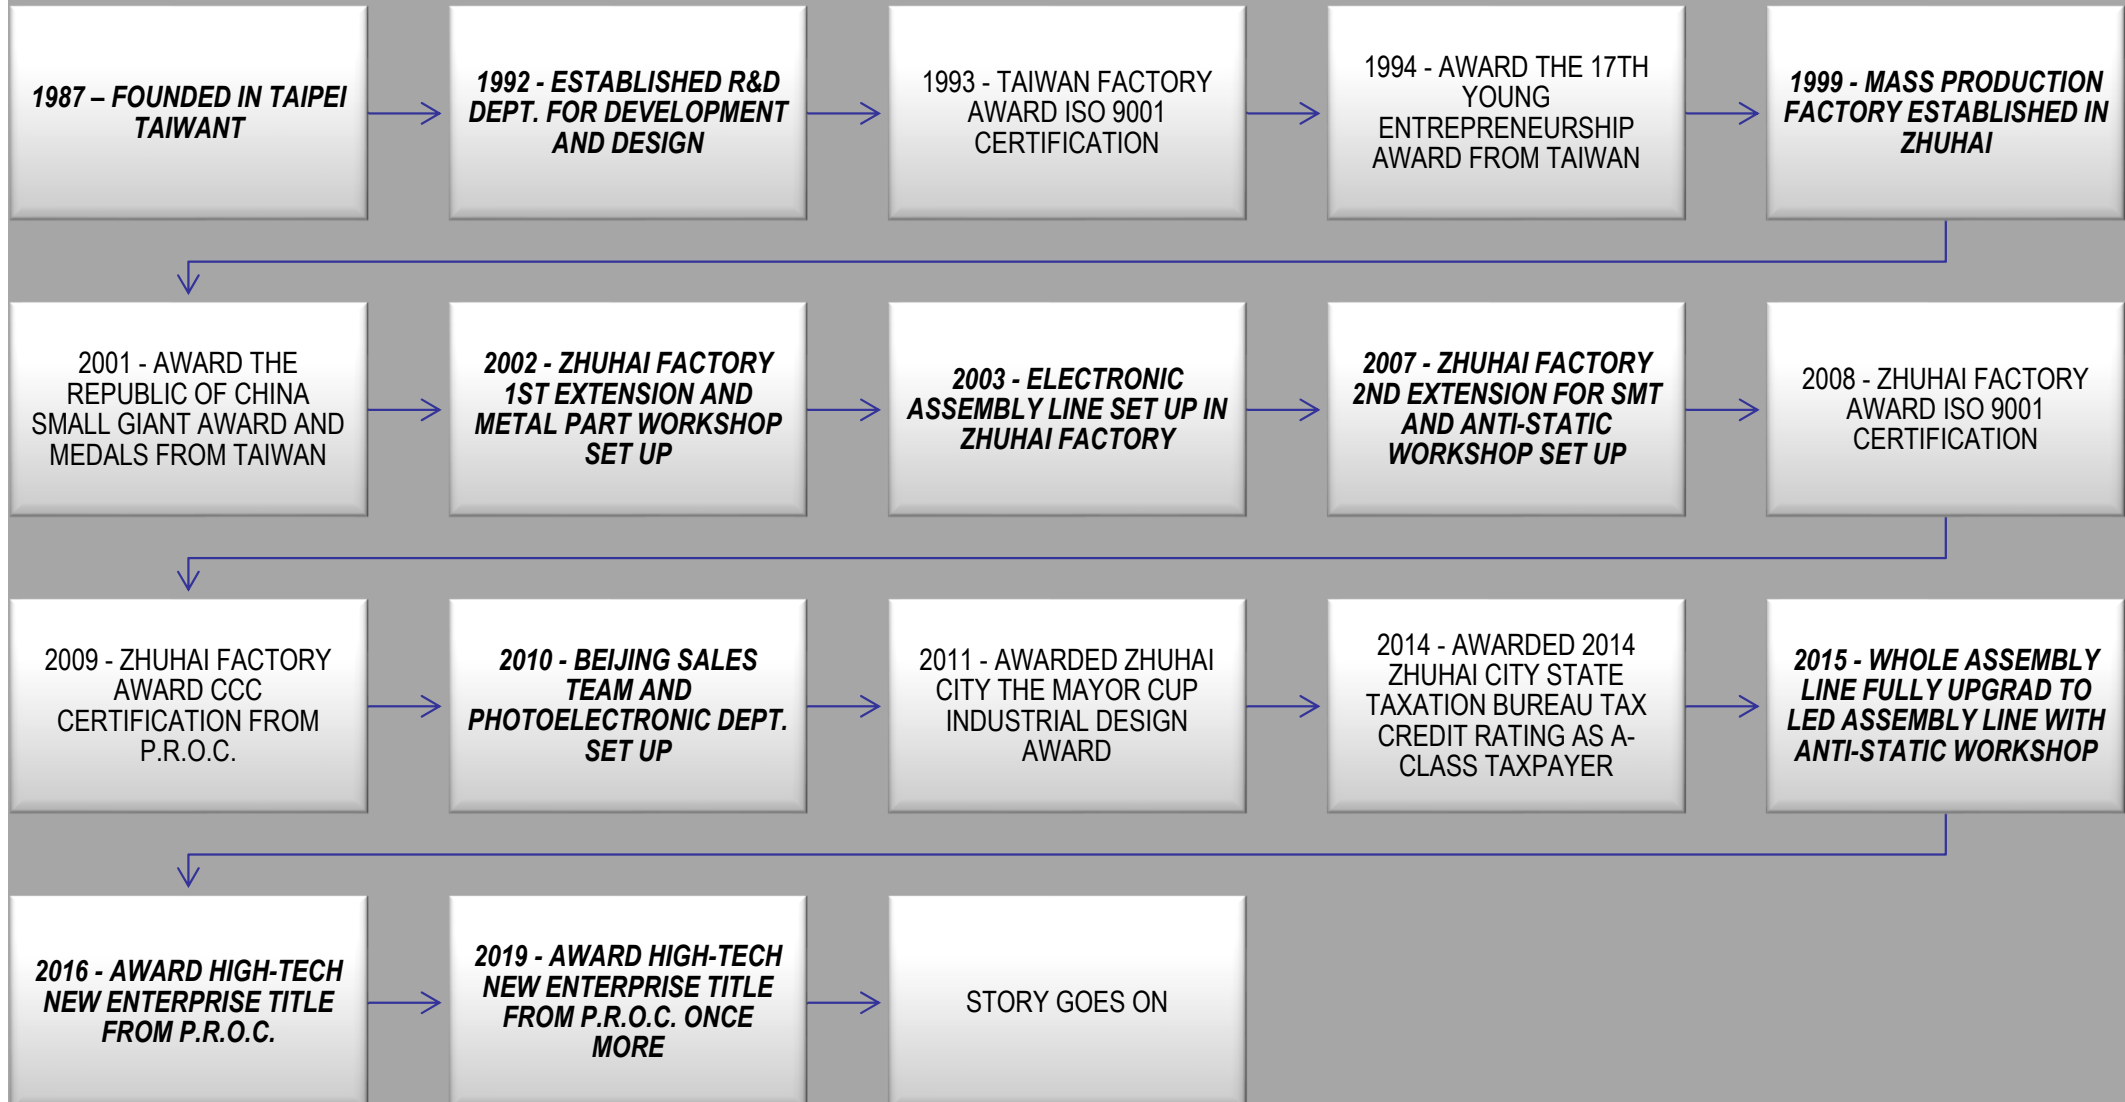 1987 – FOUNDED IN TAIPEI
TAIWANT
1992 - ESTABLISHED R&D
DEPT. FOR DEVELOPMENT
AND DESIGN
1993 - TAIWAN FACTORY
AWARD ISO 9001
CERTIFICATION
1994 - AWARD THE 17TH
YOUNG
ENTREPRENEURSHIP
AWARD FROM TAIWAN
1999 - MASS PRODUCTION
FACTORY ESTABLISHED IN
ZHUHAI
2001 - AWARD THE
REPUBLIC OF CHINA
SMALL GIANT AWARD AND
MEDALS FROM TAIWAN
2002 - ZHUHAI FACTORY
1ST EXTENSION AND
METAL PART WORKSHOP
SET UP
2003 - ELECTRONIC
ASSEMBLY LINE SET UP IN
ZHUHAI FACTORY
2007 - ZHUHAI FACTORY
2ND EXTENSION FOR SMT
AND ANTI-STATIC
WORKSHOP SET UP
2008 - ZHUHAI FACTORY
AWARD ISO 9001
CERTIFICATION
2009 - ZHUHAI FACTORY
AWARD CCC
CERTIFICATION FROM
P.R.O.C.
2010 - BEIJING SALES
TEAM AND
PHOTOELECTRONIC DEPT.
SET UP
2011 - AWARDED ZHUHAI
CITY THE MAYOR CUP
INDUSTRIAL DESIGN
AWARD
2014 - AWARDED 2014
ZHUHAI CITY STATE
TAXATION BUREAU TAX
CREDIT RATING AS A-
CLASS TAXPAYER
2015 - WHOLE ASSEMBLY
LINE FULLY UPGRAD TO
LED ASSEMBLY LINE WITH
ANTI-STATIC WORKSHOP
2016 - AWARD HIGH-TECH
NEW ENTERPRISE TITLE
FROM P.R.O.C.
2019 - AWARD HIGH-TECH
NEW ENTERPRISE TITLE
FROM P.R.O.C. ONCE
MORE
STORY GOES ON